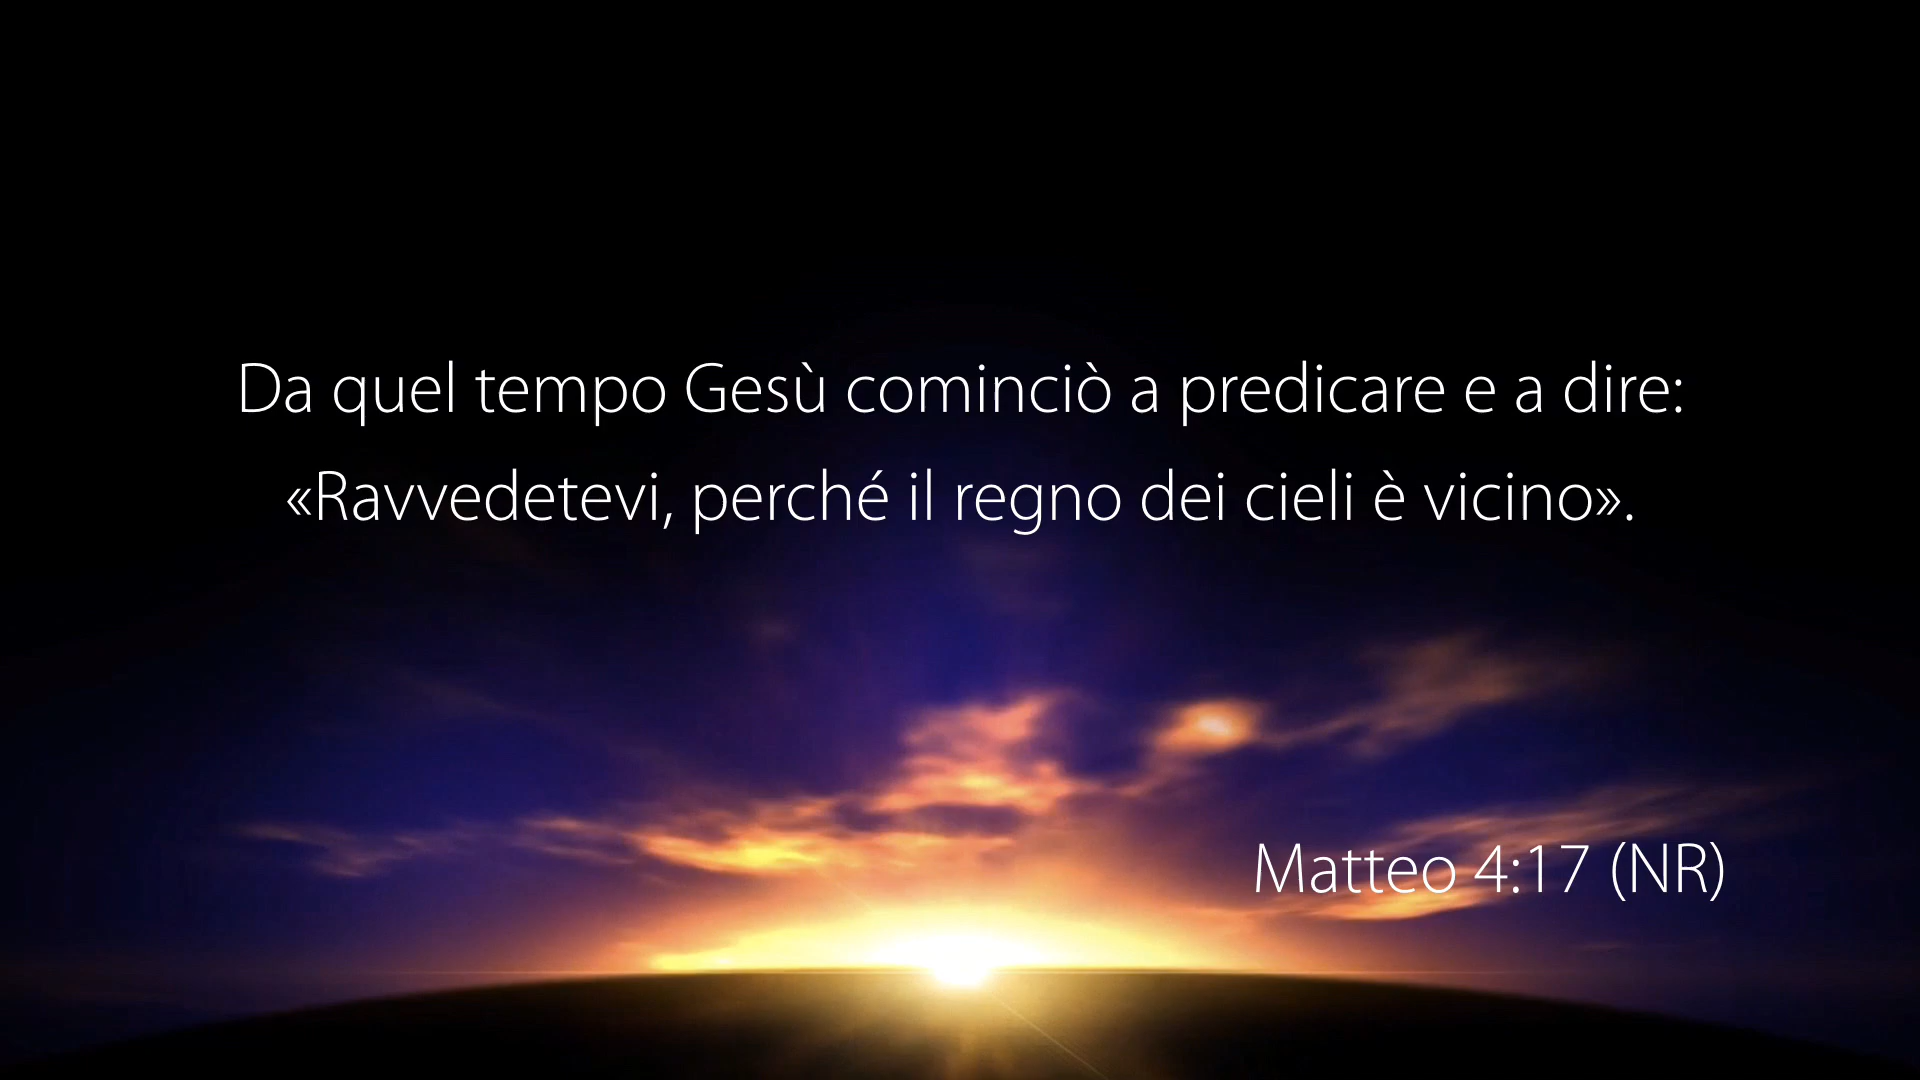 Da quel tempo Gesù cominciò a predicare e a dire:
«Ravvedetevi, perché il regno dei cieli è vicino».
Matteo 4:17 (NR)